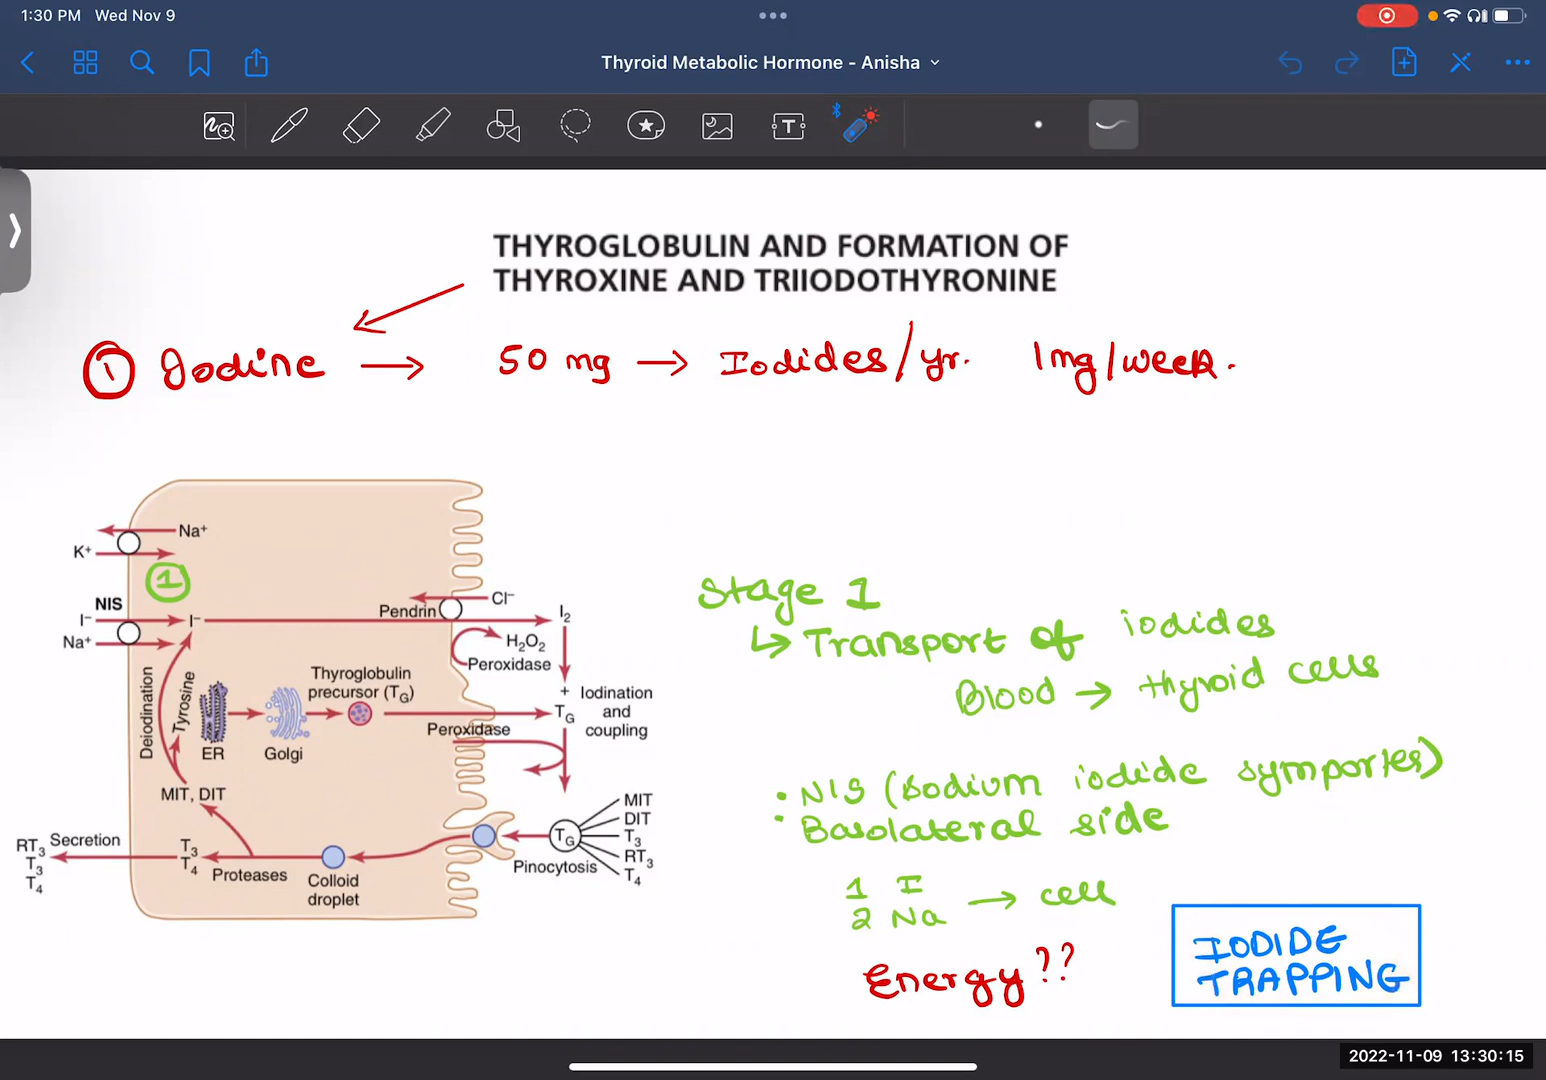 1:30 PM Wed Nov 9
Thyroid Metabolic Hormone - Anisha
THYROGLOBULIN AND FORMATION OF
THYROXINE AND TRIIODOTHYRONINE
① Iodine → 50 mg → Iodides/yr. 1mg/week.
Na⁺
K⁺
1
NIS
I⁻
I⁻
Na⁺
Pendrin
Cl⁻
I₂
H₂O₂
Peroxidase
Thyroglobulin
precursor (T_G)
+
T_G
Iodination
and
coupling
Peroxidase
Deiodination
Tyrosine
ER
Golgi
MIT, DIT
RT₃
T₃
T₄
Secretion
T₃
T₄
Proteases
Colloid
droplet
Pinocytosis
T_G
MIT
DIT
T₃
RT₃
T₄
Stage 1
↳ Transport of iodides
Blood → thyroid cells
• NIS (sodium iodide symporter)
• Basolateral side
1 I
2 Na → cell
Energy??
IODIDE
TRAPPING
2022-11-09 13:30:15